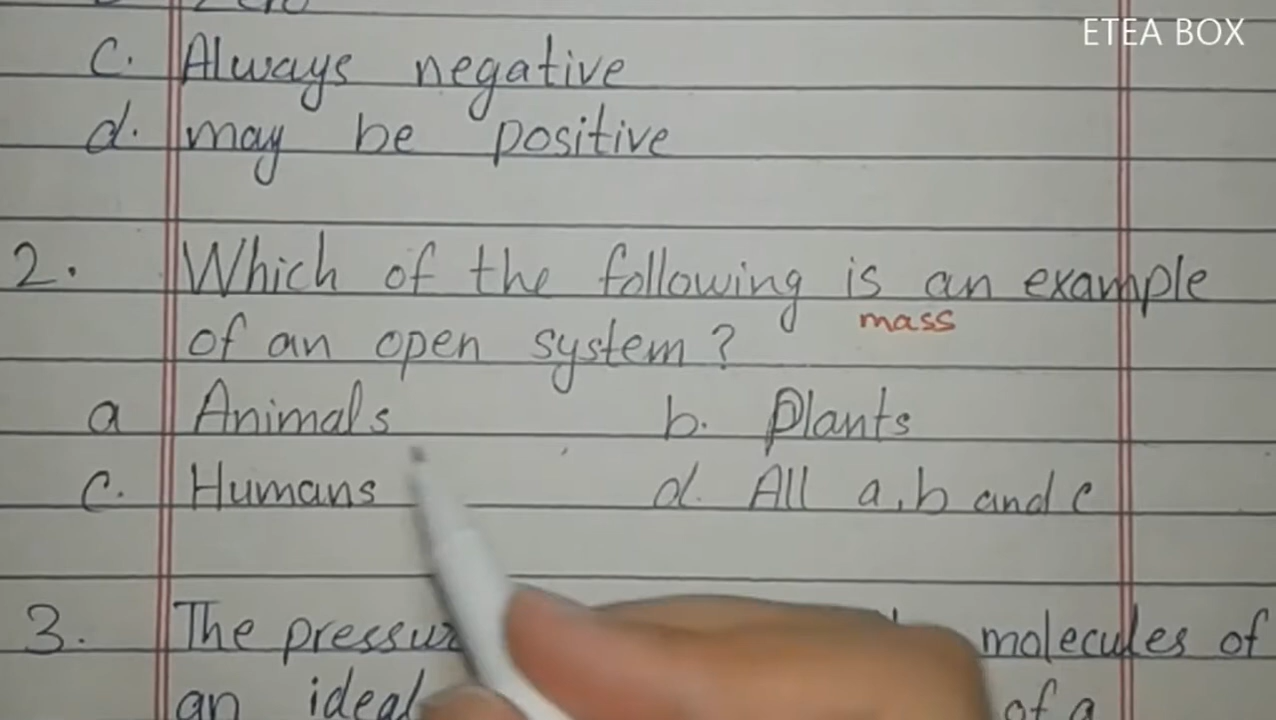 ETEA BOX
c. Always negative
d. may be positive
2. Which of the following is an example
mass
of an open system?
a Animals b. Plants
c. Humans d. All a, b and c
3. The molecules of
an ideal of a